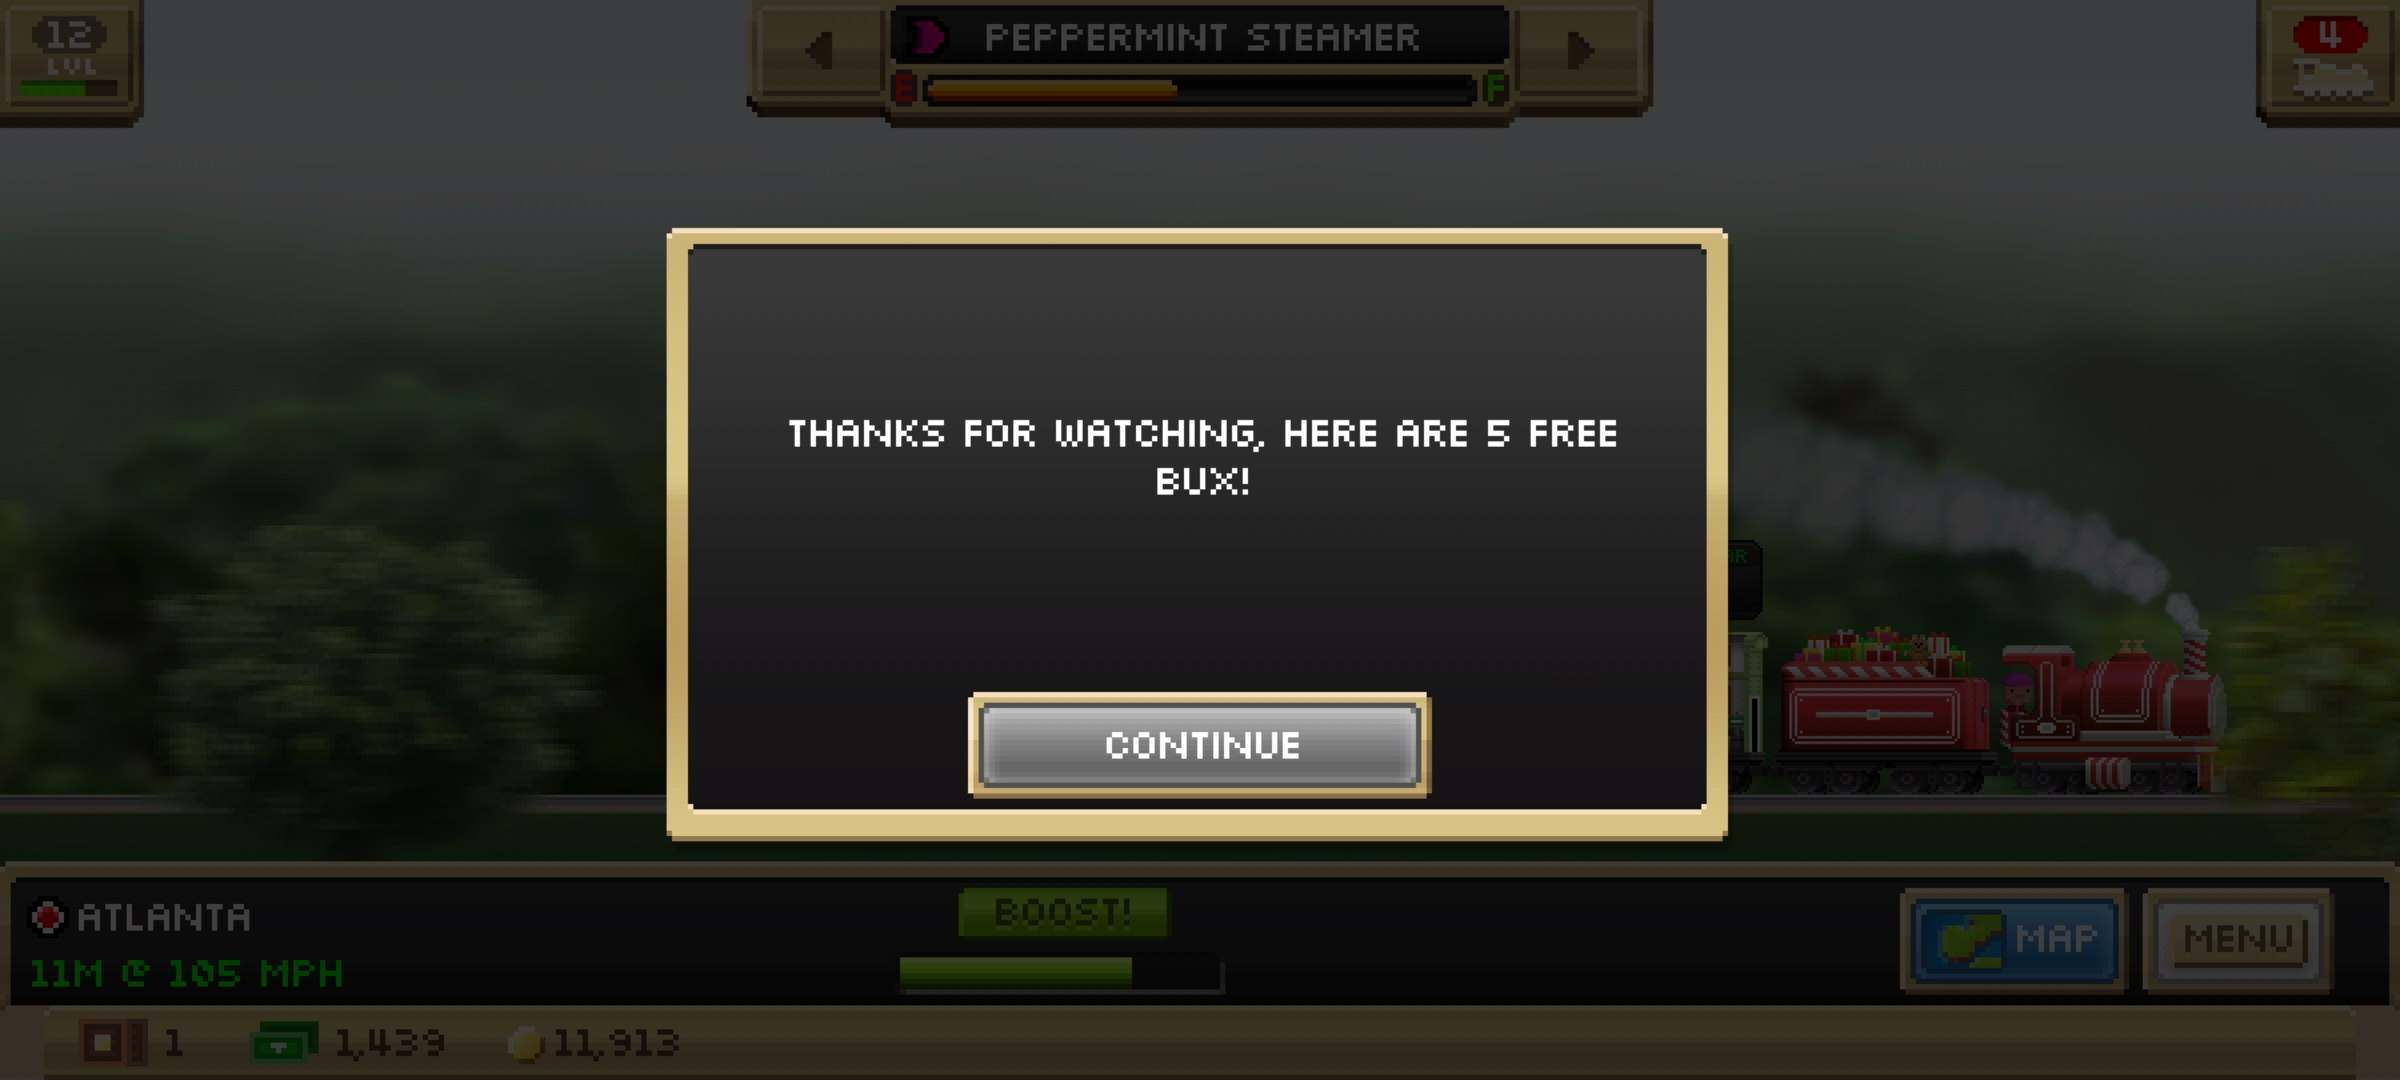 12
LVL
PEPPERMINT STEAMER
E
F
4
THANKS FOR WATCHING, HERE ARE 5 FREE
BUX!
CONTINUE
ATLANTA
11M @ 105 MPH
BOOST!
MAP
MENU
1
1,439
11,913